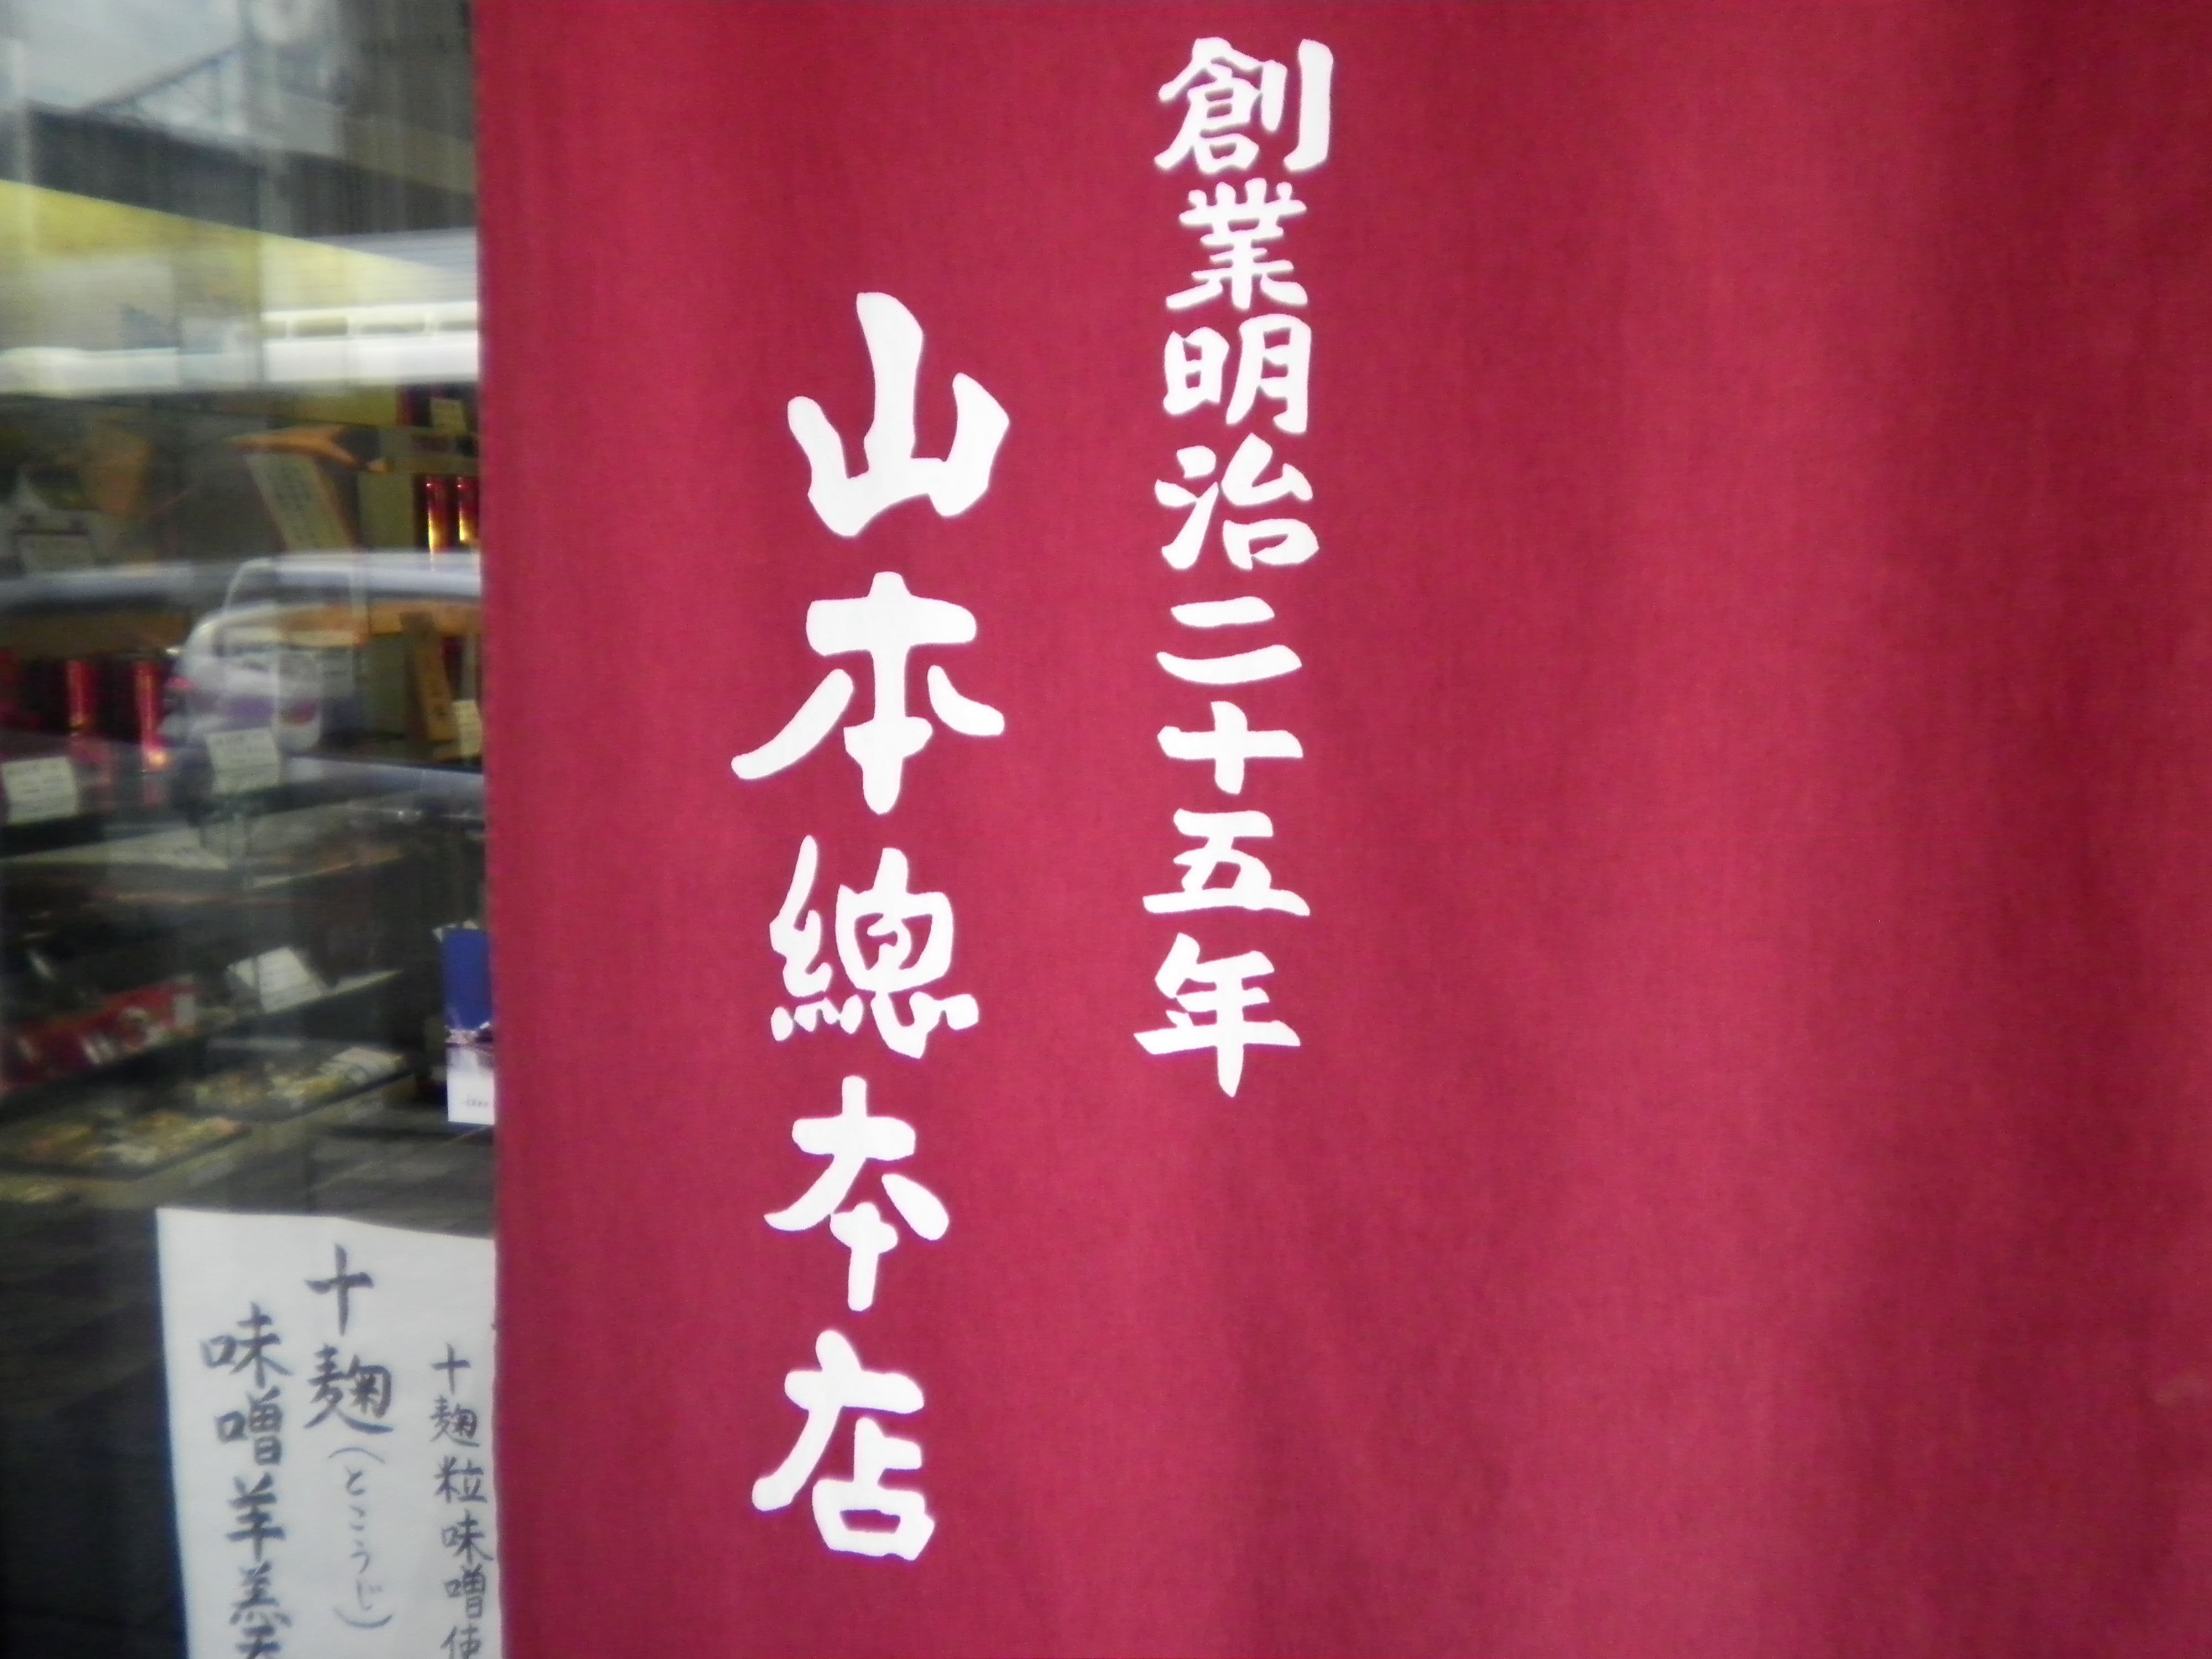 創業明治二十五年
山本總本店
十麹粒味噌使
十麹(とこうじ)
味噌羊羹